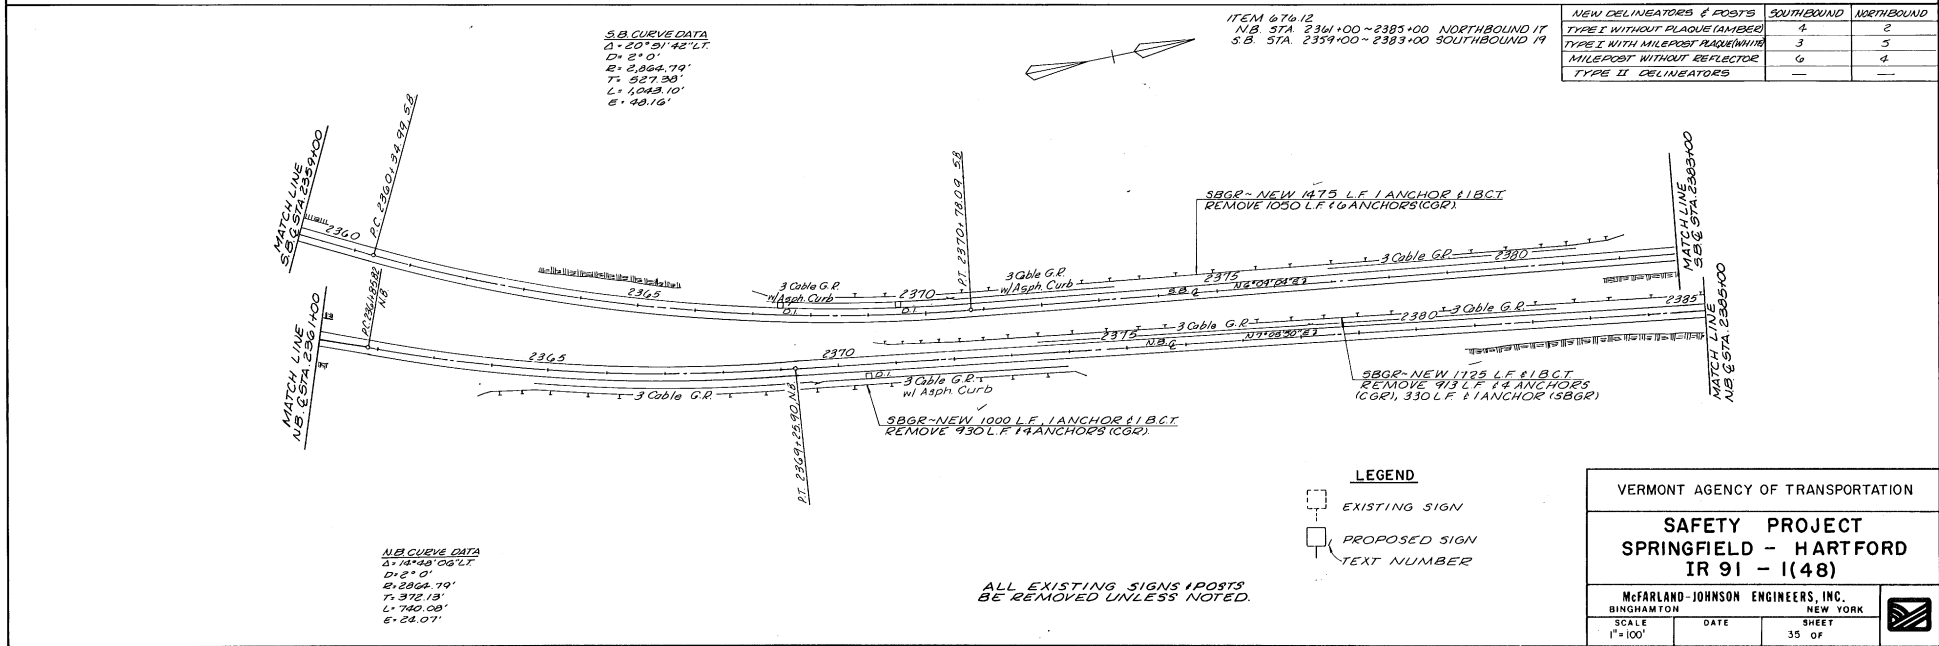 S.B. CURVE DATA
Δ = 20°51'42" LT.
D = 2° 0'
R = 2,864.79'
T = 527.38'
L = 1,043.10'
E = 48.16'
ITEM 676.12
N.B. STA. 2361+00 ~ 2385+00 NORTHBOUND 17
S.B. STA. 2359+00 ~ 2383+00 SOUTHBOUND 19
NEW DELINEATORS & POSTS SOUTHBOUND NORTHBOUND
TYPE I WITHOUT PLAQUE (AMBER) 4 2
TYPE I WITH MILEPOST PLAQUE (WHITE) 3 5
MILEPOST WITHOUT REFLECTOR 6 4
TYPE II DELINEATORS — —
MATCH LINE
S.B. ℄ STA. 2359+00
P.C. 2360+34.99, S.B.
2360
2365
3 Cable G.R.
w/ Asph. Curb
D.I.
D.I.
2370
P.T. 2370+78.09 S.B.
3 Cable G.R.
w/ Asph. Curb
SBGR ~ NEW 1475 L.F. 1 ANCHOR & 1 B.C.T.
REMOVE 1050 L.F. & 6 ANCHORS (CGR).
2375
S.B. ℄
N6°04'04"E
3 Cable G.R.
2380
MATCH LINE
S.B. ℄ STA. 2383+00
MATCH LINE
N.B. ℄ STA. 2361+00
P.C. 2361+85.82
N.B.
2365
2370
3 Cable G.R.
P.T. 2369+25.90, N.B.
D.I.
3 Cable G.R.
w/ Asph. Curb
2375
N.B. ℄
3 Cable G.R.
2380
3 Cable G.R.
2385
MATCH LINE
N.B. ℄ STA. 2385+00
SBGR ~ NEW 1000 L.F., 1 ANCHOR & 1 B.C.T.
REMOVE 930 L.F. & 4 ANCHORS (CGR).
SBGR ~ NEW 1725 L.F. & 1 B.C.T.
REMOVE 913 L.F. & 4 ANCHORS
(CGR), 330 L.F. & 1 ANCHOR (SBGR)
N.B. CURVE DATA
Δ = 14°48'06" LT.
D = 2° 0'
R = 2864.79'
T = 372.13'
L = 740.08'
E = 24.07'
ALL EXISTING SIGNS & POSTS
BE REMOVED UNLESS NOTED.
LEGEND
EXISTING SIGN
PROPOSED SIGN
TEXT NUMBER
VERMONT AGENCY OF TRANSPORTATION
SAFETY PROJECT
SPRINGFIELD - HARTFORD
IR 91 - 1(48)
McFARLAND-JOHNSON ENGINEERS, INC.
BINGHAMTON NEW YORK
SCALE DATE SHEET
1" = 100' 35 OF